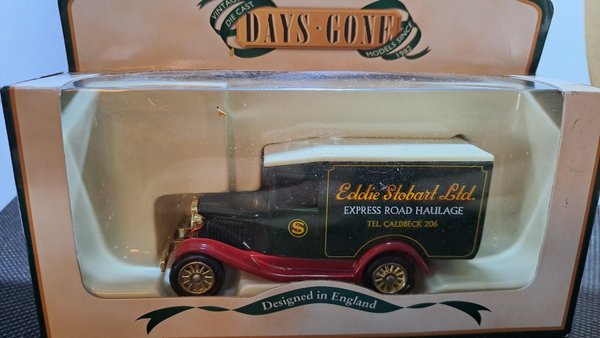 VINTAGE
DIE CAST
DAYS·GONE
MODELS SINCE
1982
Eddie Stobart Ltd.
EXPRESS ROAD HAULAGE
TEL. CALDBECK 206
S
Designed in England